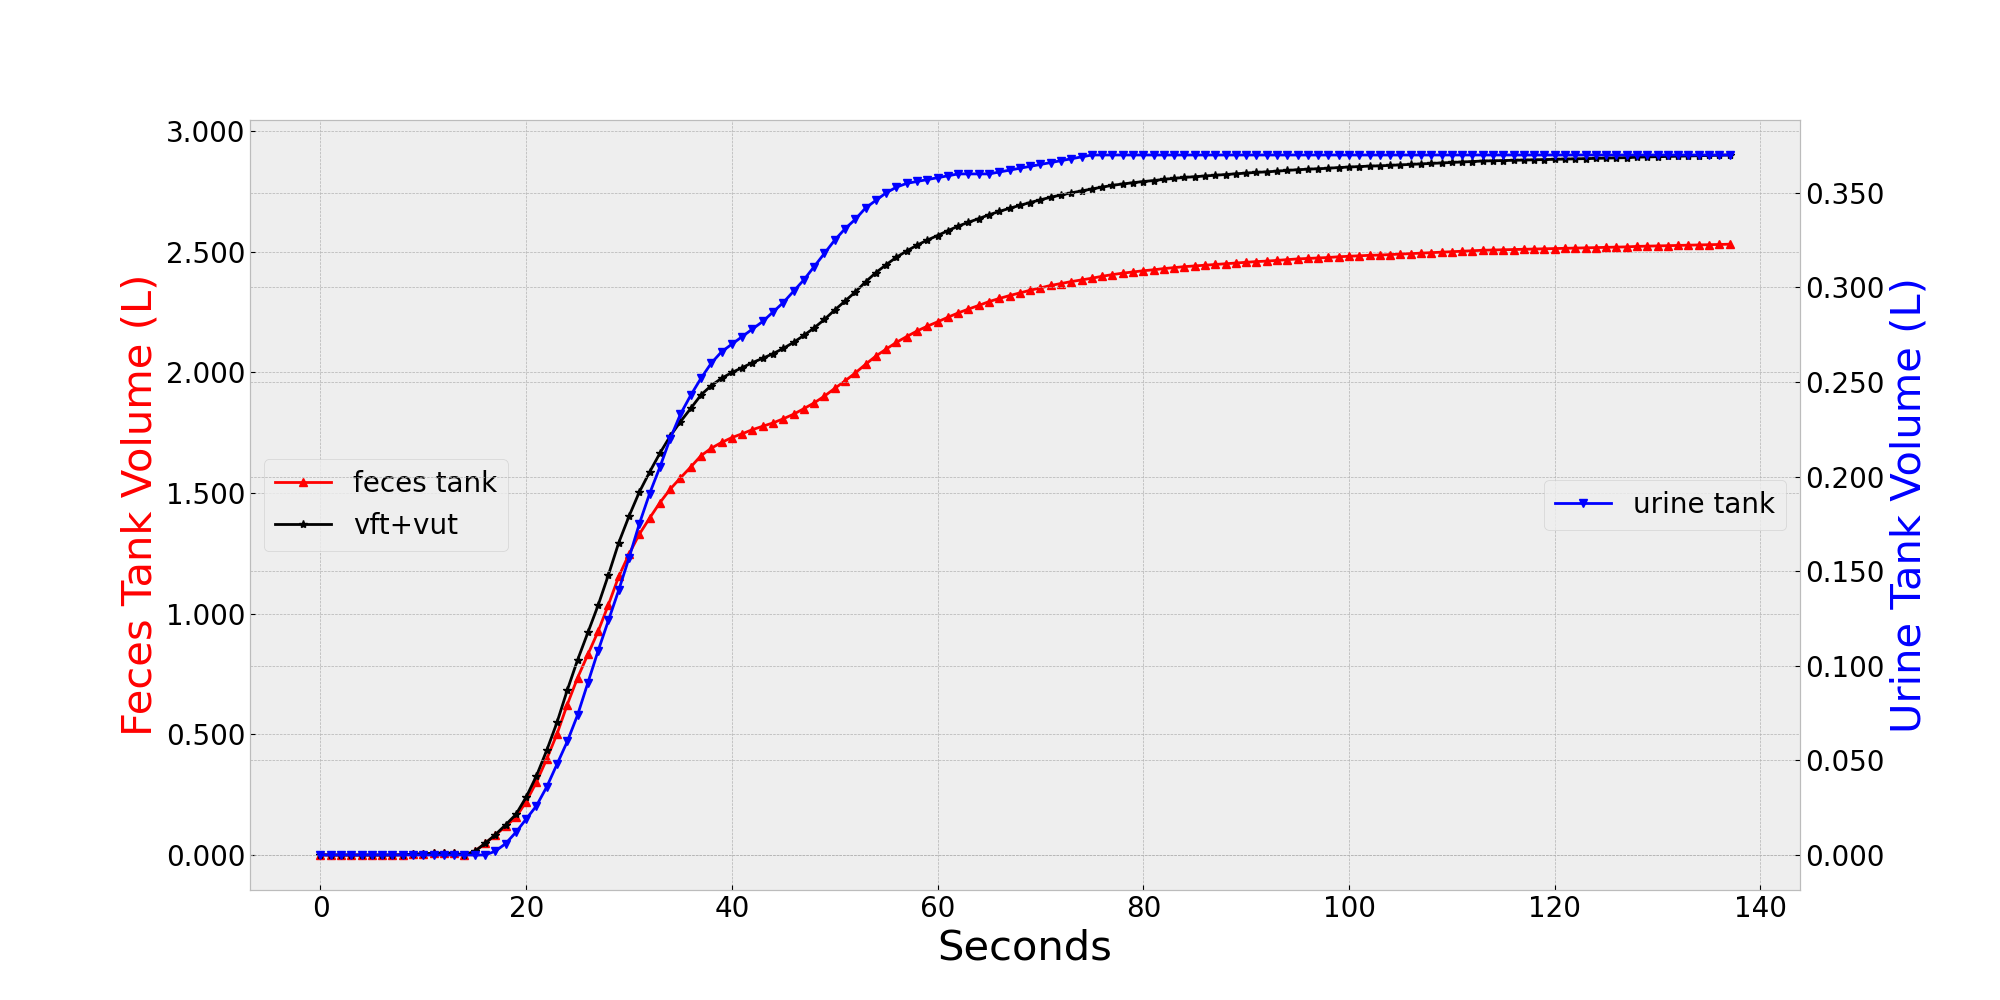 3.000
2.500
2.000
1.500
1.000
0.500
0.000
Feces Tank Volume (L)
feces tank
vft+vut
urine tank
0.350
0.300
0.250
0.200
0.150
0.100
0.050
0.000
Urine Tank Volume (L)
0 20 40 60 80 100 120 140
Seconds